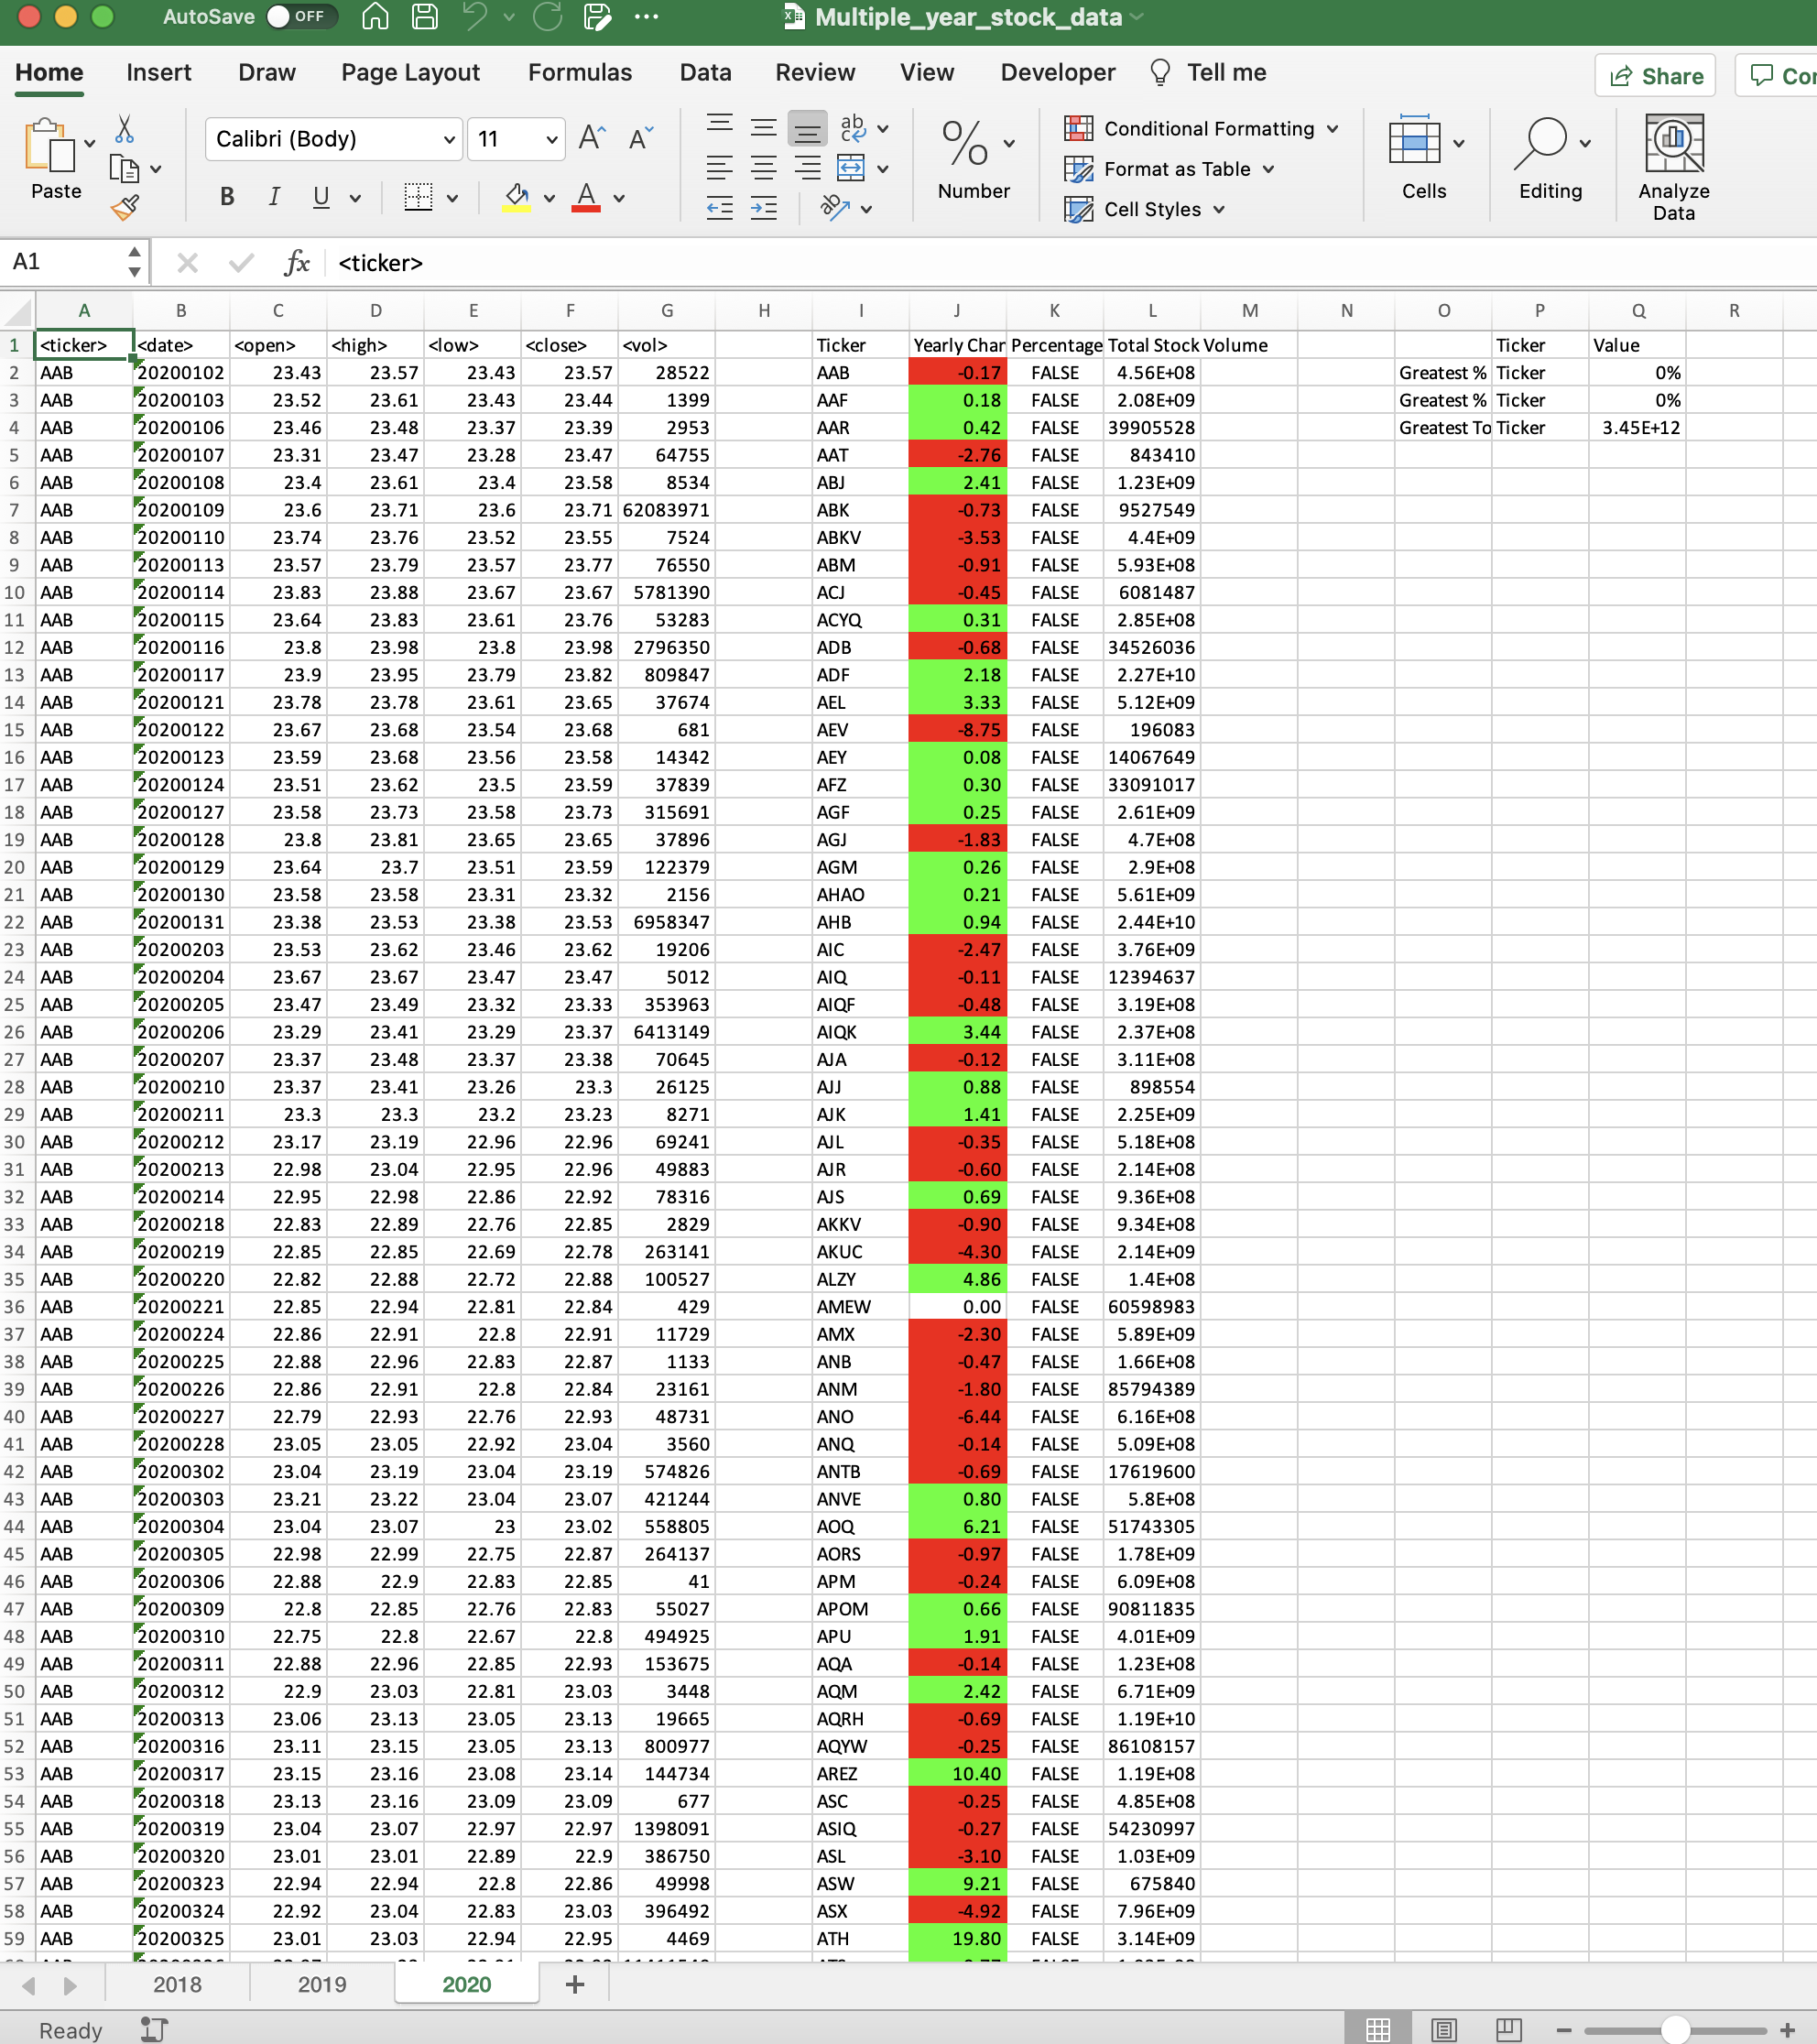 AutoSave OFF Multiple_year_stock_data
Home Insert Draw Page Layout Formulas Data Review View Developer Tell me Share
Calibri (Body) 11 ab Conditional Formatting
Format as Table
Paste B I U A Number Cell Styles Cells Editing Analyze
Data
A1 fx <ticker>
A B C D E F G H I J K L M N O P Q R
1 <ticker> <date> <open> <high> <low> <close> <vol> Ticker Yearly Char Percentage Total Stock Volume Ticker Value
2 AAB 20200102 23.43 23.57 23.43 23.57 28522 AAB -0.17 FALSE 4.56E+08 Greatest % Ticker 0%
3 AAB 20200103 23.52 23.61 23.43 23.44 1399 AAF 0.18 FALSE 2.08E+09 Greatest % Ticker 0%
4 AAB 20200106 23.46 23.48 23.37 23.39 2953 AAR 0.42 FALSE 39905528 Greatest To Ticker 3.45E+12
5 AAB 20200107 23.31 23.47 23.28 23.47 64755 AAT -2.76 FALSE 843410
6 AAB 20200108 23.4 23.61 23.4 23.58 8534 ABJ 2.41 FALSE 1.23E+09
7 AAB 20200109 23.6 23.71 23.6 23.71 62083971 ABK -0.73 FALSE 9527549
8 AAB 20200110 23.74 23.76 23.52 23.55 7524 ABKV -3.53 FALSE 4.4E+09
9 AAB 20200113 23.57 23.79 23.57 23.77 76550 ABM -0.91 FALSE 5.93E+08
10 AAB 20200114 23.83 23.88 23.67 23.67 5781390 ACJ -0.45 FALSE 6081487
11 AAB 20200115 23.64 23.83 23.61 23.76 53283 ACYQ 0.31 FALSE 2.85E+08
12 AAB 20200116 23.8 23.98 23.8 23.98 2796350 ADB -0.68 FALSE 34526036
13 AAB 20200117 23.9 23.95 23.79 23.82 809847 ADF 2.18 FALSE 2.27E+10
14 AAB 20200121 23.78 23.78 23.61 23.65 37674 AEL 3.33 FALSE 5.12E+09
15 AAB 20200122 23.67 23.68 23.54 23.68 681 AEV -8.75 FALSE 196083
16 AAB 20200123 23.59 23.68 23.56 23.58 14342 AEY 0.08 FALSE 14067649
17 AAB 20200124 23.51 23.62 23.5 23.59 37839 AFZ 0.30 FALSE 33091017
18 AAB 20200127 23.58 23.73 23.58 23.73 315691 AGF 0.25 FALSE 2.61E+09
19 AAB 20200128 23.8 23.81 23.65 23.65 37896 AGJ -1.83 FALSE 4.7E+08
20 AAB 20200129 23.64 23.7 23.51 23.59 122379 AGM 0.26 FALSE 2.9E+08
21 AAB 20200130 23.58 23.58 23.31 23.32 2156 AHAO 0.21 FALSE 5.61E+09
22 AAB 20200131 23.38 23.53 23.38 23.53 6958347 AHB 0.94 FALSE 2.44E+10
23 AAB 20200203 23.53 23.62 23.46 23.62 19206 AIC -2.47 FALSE 3.76E+09
24 AAB 20200204 23.67 23.67 23.47 23.47 5012 AIQ -0.11 FALSE 12394637
25 AAB 20200205 23.47 23.49 23.32 23.33 353963 AIQF -0.48 FALSE 3.19E+08
26 AAB 20200206 23.29 23.41 23.29 23.37 6413149 AIQK 3.44 FALSE 2.37E+08
27 AAB 20200207 23.37 23.48 23.37 23.38 70645 AJA -0.12 FALSE 3.11E+08
28 AAB 20200210 23.37 23.41 23.26 23.3 26125 AJJ 0.88 FALSE 898554
29 AAB 20200211 23.3 23.3 23.2 23.23 8271 AJK 1.41 FALSE 2.25E+09
30 AAB 20200212 23.17 23.19 22.96 22.96 69241 AJL -0.35 FALSE 5.18E+08
31 AAB 20200213 22.98 23.04 22.95 22.96 49883 AJR -0.60 FALSE 2.14E+08
32 AAB 20200214 22.95 22.98 22.86 22.92 78316 AJS 0.69 FALSE 9.36E+08
33 AAB 20200218 22.83 22.89 22.76 22.85 2829 AKKV -0.90 FALSE 9.34E+08
34 AAB 20200219 22.85 22.85 22.69 22.78 263141 AKUC -4.30 FALSE 2.14E+09
35 AAB 20200220 22.82 22.88 22.72 22.88 100527 ALZY 4.86 FALSE 1.4E+08
36 AAB 20200221 22.85 22.94 22.81 22.84 429 AMEW 0.00 FALSE 60598983
37 AAB 20200224 22.86 22.91 22.8 22.91 11729 AMX -2.30 FALSE 5.89E+09
38 AAB 20200225 22.88 22.96 22.83 22.87 1133 ANB -0.47 FALSE 1.66E+08
39 AAB 20200226 22.86 22.91 22.8 22.84 23161 ANM -1.80 FALSE 85794389
40 AAB 20200227 22.79 22.93 22.76 22.93 48731 ANO -6.44 FALSE 6.16E+08
41 AAB 20200228 23.05 23.05 22.92 23.04 3560 ANQ -0.14 FALSE 5.09E+08
42 AAB 20200302 23.04 23.19 23.04 23.19 574826 ANTB -0.69 FALSE 17619600
43 AAB 20200303 23.21 23.22 23.04 23.07 421244 ANVE 0.80 FALSE 5.8E+08
44 AAB 20200304 23.04 23.07 23 23.02 558805 AOQ 6.21 FALSE 51743305
45 AAB 20200305 22.98 22.99 22.75 22.87 264137 AORS -0.97 FALSE 1.78E+09
46 AAB 20200306 22.88 22.9 22.83 22.85 41 APM -0.24 FALSE 6.09E+08
47 AAB 20200309 22.8 22.85 22.76 22.83 55027 APOM 0.66 FALSE 90811835
48 AAB 20200310 22.75 22.8 22.67 22.8 494925 APU 1.91 FALSE 4.01E+09
49 AAB 20200311 22.88 22.96 22.85 22.93 153675 AQA -0.14 FALSE 1.23E+08
50 AAB 20200312 22.9 23.03 22.81 23.03 3448 AQM 2.42 FALSE 6.71E+09
51 AAB 20200313 23.06 23.13 23.05 23.13 19665 AQRH -0.69 FALSE 1.19E+10
52 AAB 20200316 23.11 23.15 23.05 23.13 800977 AQYW -0.25 FALSE 86108157
53 AAB 20200317 23.15 23.16 23.08 23.14 144734 AREZ 10.40 FALSE 1.19E+08
54 AAB 20200318 23.13 23.16 23.09 23.09 677 ASC -0.25 FALSE 4.85E+08
55 AAB 20200319 23.04 23.07 22.97 22.97 1398091 ASIQ -0.27 FALSE 54230997
56 AAB 20200320 23.01 23.01 22.89 22.9 386750 ASL -3.10 FALSE 1.03E+09
57 AAB 20200323 22.94 22.94 22.8 22.86 49998 ASW 9.21 FALSE 675840
58 AAB 20200324 22.92 23.04 22.83 23.03 396492 ASX -4.92 FALSE 7.96E+09
59 AAB 20200325 23.01 23.03 22.94 22.95 4469 ATH 19.80 FALSE 3.14E+09
2018 2019 2020 +
Ready